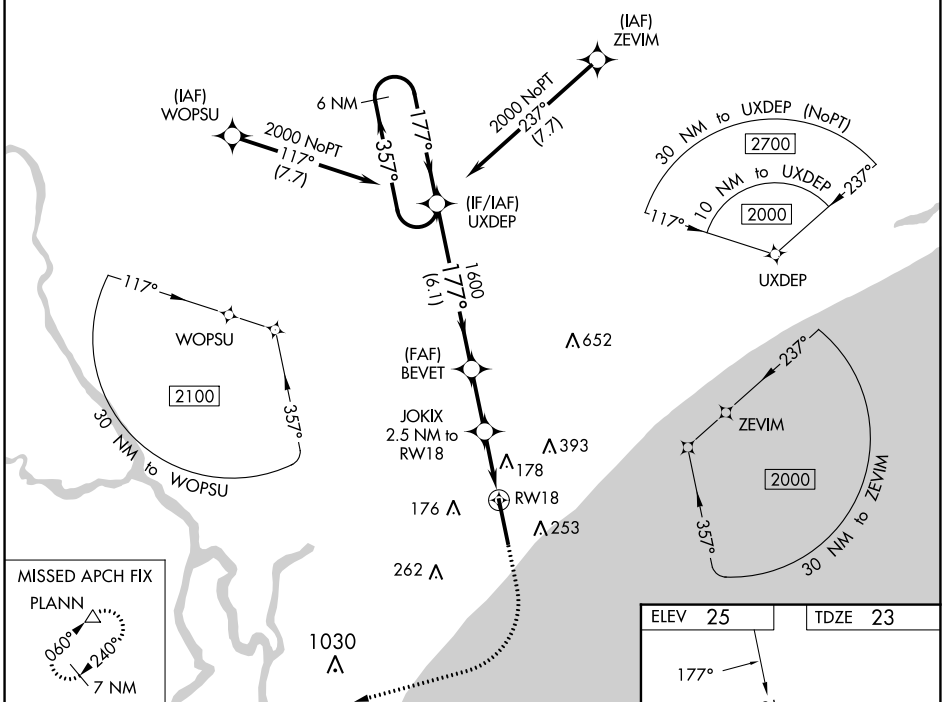 (IAF)
ZEVIM
(IAF)
WOPSU
6 NM
2000 NoPT
117°
(7.7)
2000 NoPT
237°
(7.7)
177°
357°
(IF/IAF)
UXDEP
30 NM to UXDEP (NoPT)
2700
10 NM to UXDEP
2000
117°
237°
UXDEP
1600
177°
(6.1)
117°
WOPSU
2100
357°
30 NM to WOPSU
(FAF)
BEVET
652
JOKIX
2.5 NM to
RW18
393
178
RW18
176
253
262
237°
ZEVIM
2000
357°
30 NM to ZEVIM
MISSED APCH FIX
PLANN
060°
240°
7 NM
1030
ELEV 25
TDZE 23
177°